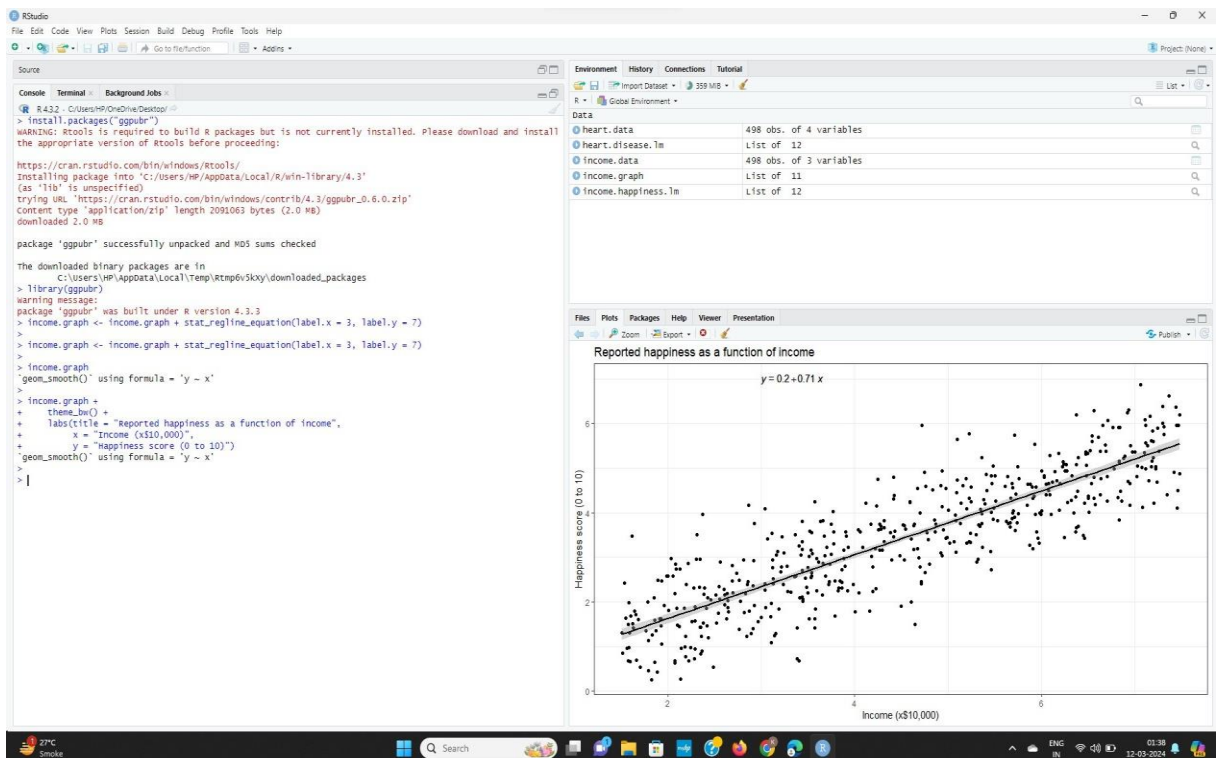 RStudio
File Edit Code View Plots Session Build Debug Profile Tools Help
Go to file/function
Addins
Project: (None)
Source
Console Terminal Background Jobs
R 4.3.2 · C:/Users/HP/OneDrive/Desktop/
> install.packages("ggpubr")
WARNING: Rtools is required to build R packages but is not currently installed. Please download and install
the appropriate version of Rtools before proceeding:
https://cran.rstudio.com/bin/windows/Rtools/
Installing package into ‘C:/Users/HP/AppData/Local/R/win-library/4.3’
(as ‘lib’ is unspecified)
trying URL 'https://cran.rstudio.com/bin/windows/contrib/4.3/ggpubr_0.6.0.zip'
Content type 'application/zip' length 2091063 bytes (2.0 MB)
downloaded 2.0 MB
package ‘ggpubr’ successfully unpacked and MD5 sums checked
The downloaded binary packages are in
C:\Users\HP\AppData\Local\Temp\Rtmp6v5kXy\downloaded_packages
> library(ggpubr)
Warning message:
package ‘ggpubr’ was built under R version 4.3.3
> income.graph <- income.graph + stat_regline_equation(label.x = 3, label.y = 7)
>
> income.graph <- income.graph + stat_regline_equation(label.x = 3, label.y = 7)
>
> income.graph
`geom_smooth()` using formula = 'y ~ x'
>
> income.graph +
+ theme_bw() +
+ labs(title = "Reported happiness as a function of income",
+ x = "Income (x$10,000)",
+ y = "Happiness score (0 to 10)")
`geom_smooth()` using formula = 'y ~ x'
>
>
Environment History Connections Tutorial
Import Dataset 359 MiB List
R Global Environment
Data
heart.data 498 obs. of 4 variables
heart.disease.lm List of 12
income.data 498 obs. of 3 variables
income.graph List of 11
income.happiness.lm List of 12
Files Plots Packages Help Viewer Presentation
Zoom Export Publish
Reported happiness as a function of income
y = 0.2+0.71 x
6
4
2
0
Happiness score (0 to 10)
2 4 6
Income (x$10,000)
1
27°C
Smoke
Search
ENG
IN
01:38
12-03-2024